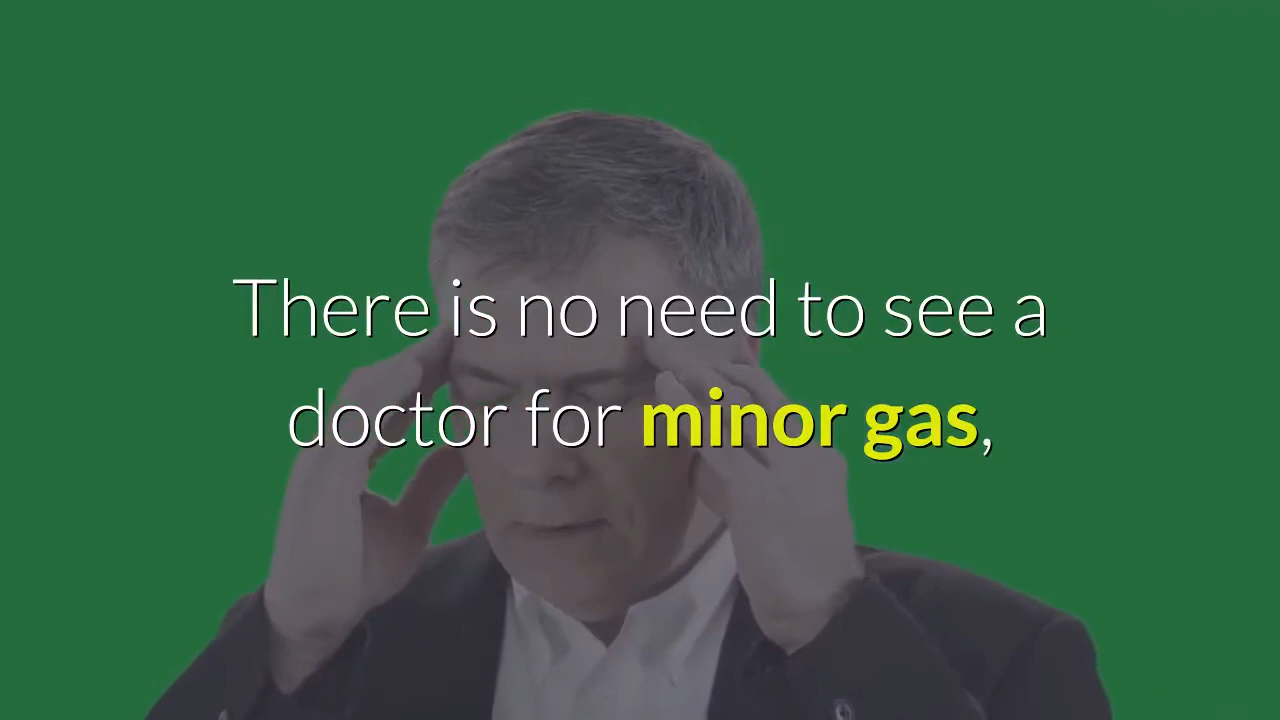 There is no need to see a
doctor for minor gas,